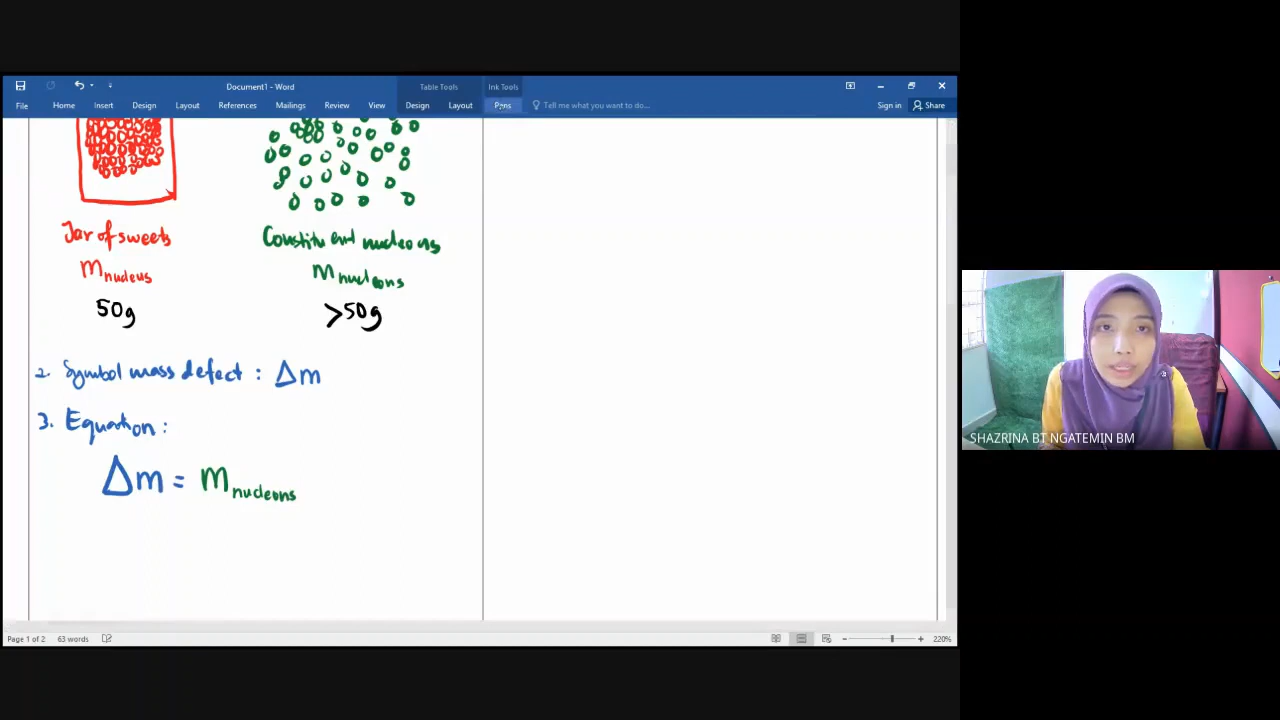 Document1 - Word
Table Tools
Ink Tools
File Home Insert Design Layout References Mailings Review View Design Layout Pens Tell me what you want to do... Sign in Share
Jar of sweets
Constituent nucleons
Mnucleus
Mnucleons
50g
>50g
2. Symbol mass defect : Δm
3. Equation :
Δm = Mnucleons
SHAZRINA BT NGATEMIN BM
Page 1 of 2 63 words
220%